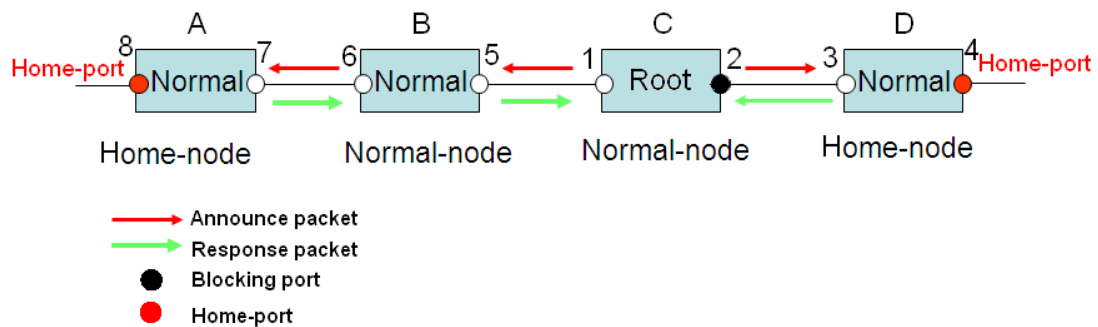 A B C D
8 7 6 5 1 2 3 4
Home-port Normal Normal Root Normal Home-port
Home-node Normal-node Normal-node Home-node
Announce packet
Response packet
Blocking port
Home-port